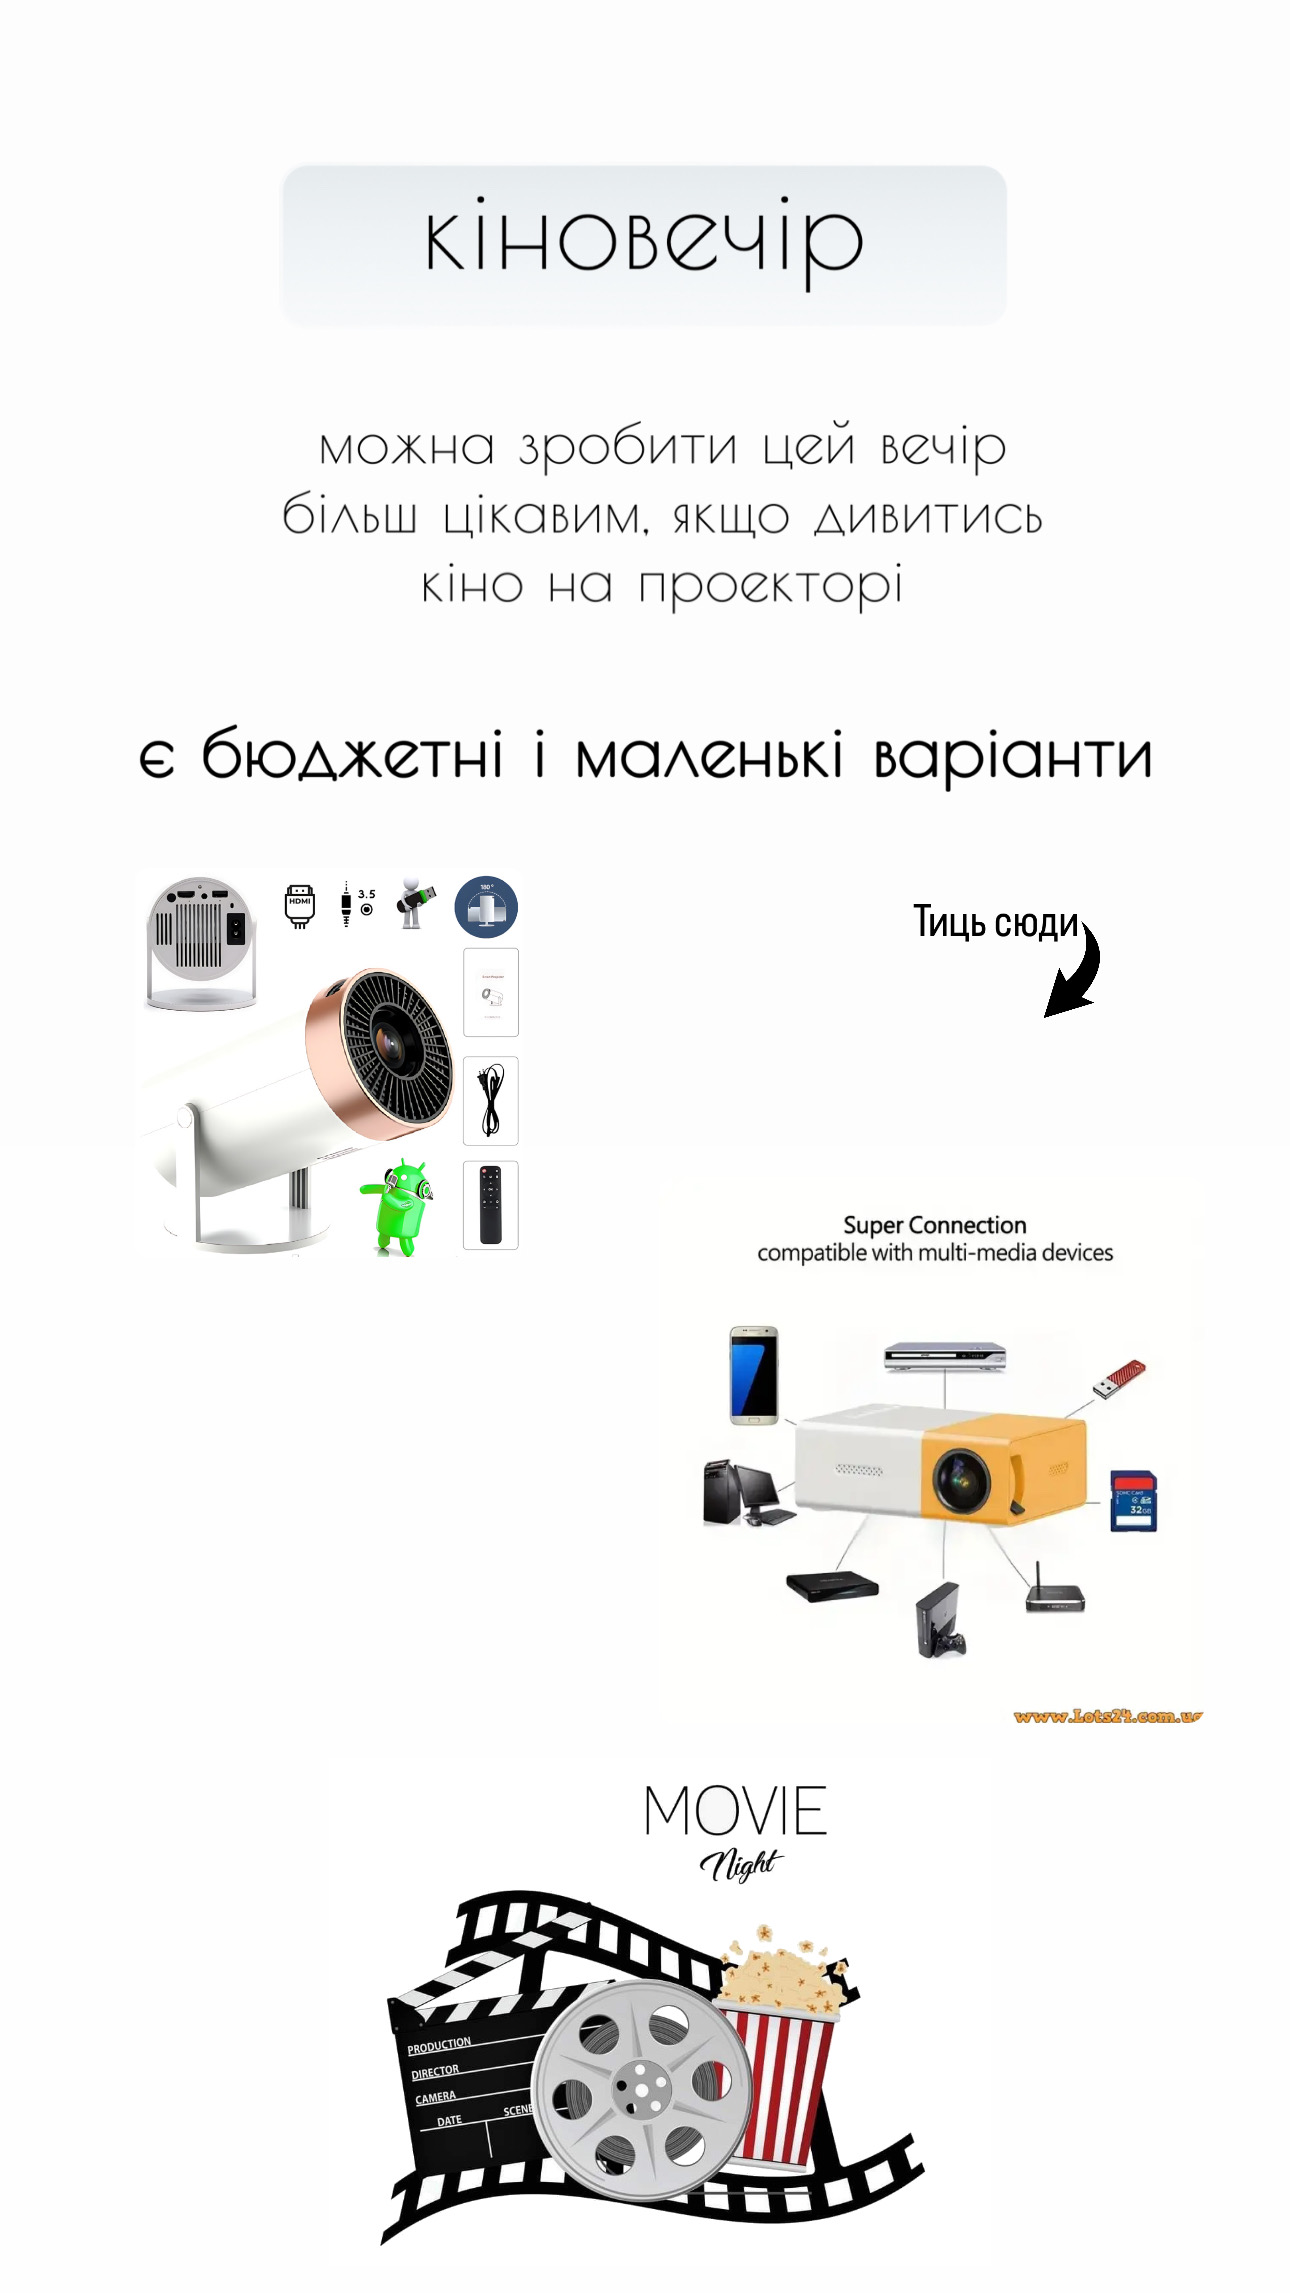 кіновечір
можна зробити цей вечір
більш цікавим, якщо дивитись
кіно на проекторі
є бюджетні і маленькі варіанти
HDMI
3.5
180°
Тиць сюди
Super Connection
compatible with multi-media devices
32GB
www.Lots24.com.ua
MOVIE
Night
PRODUCTION
DIRECTOR
CAMERA
DATE
SCENE